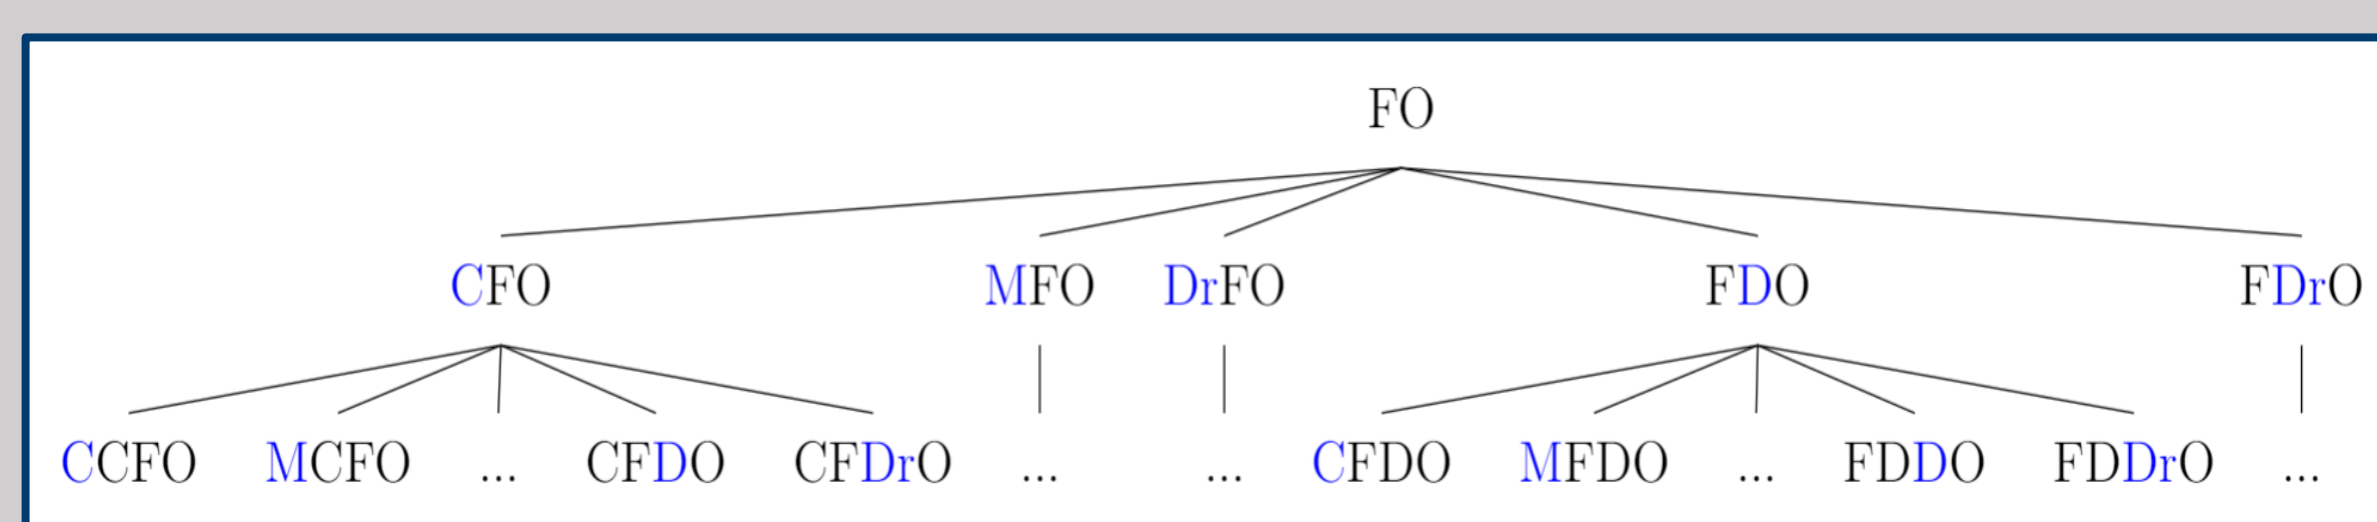 FO
CFO MFO DrFO FDO FDrO
CCFO MCFO ... CFDO CFDrO ... ... CFDO MFDO ... FDDO FDDrO ...